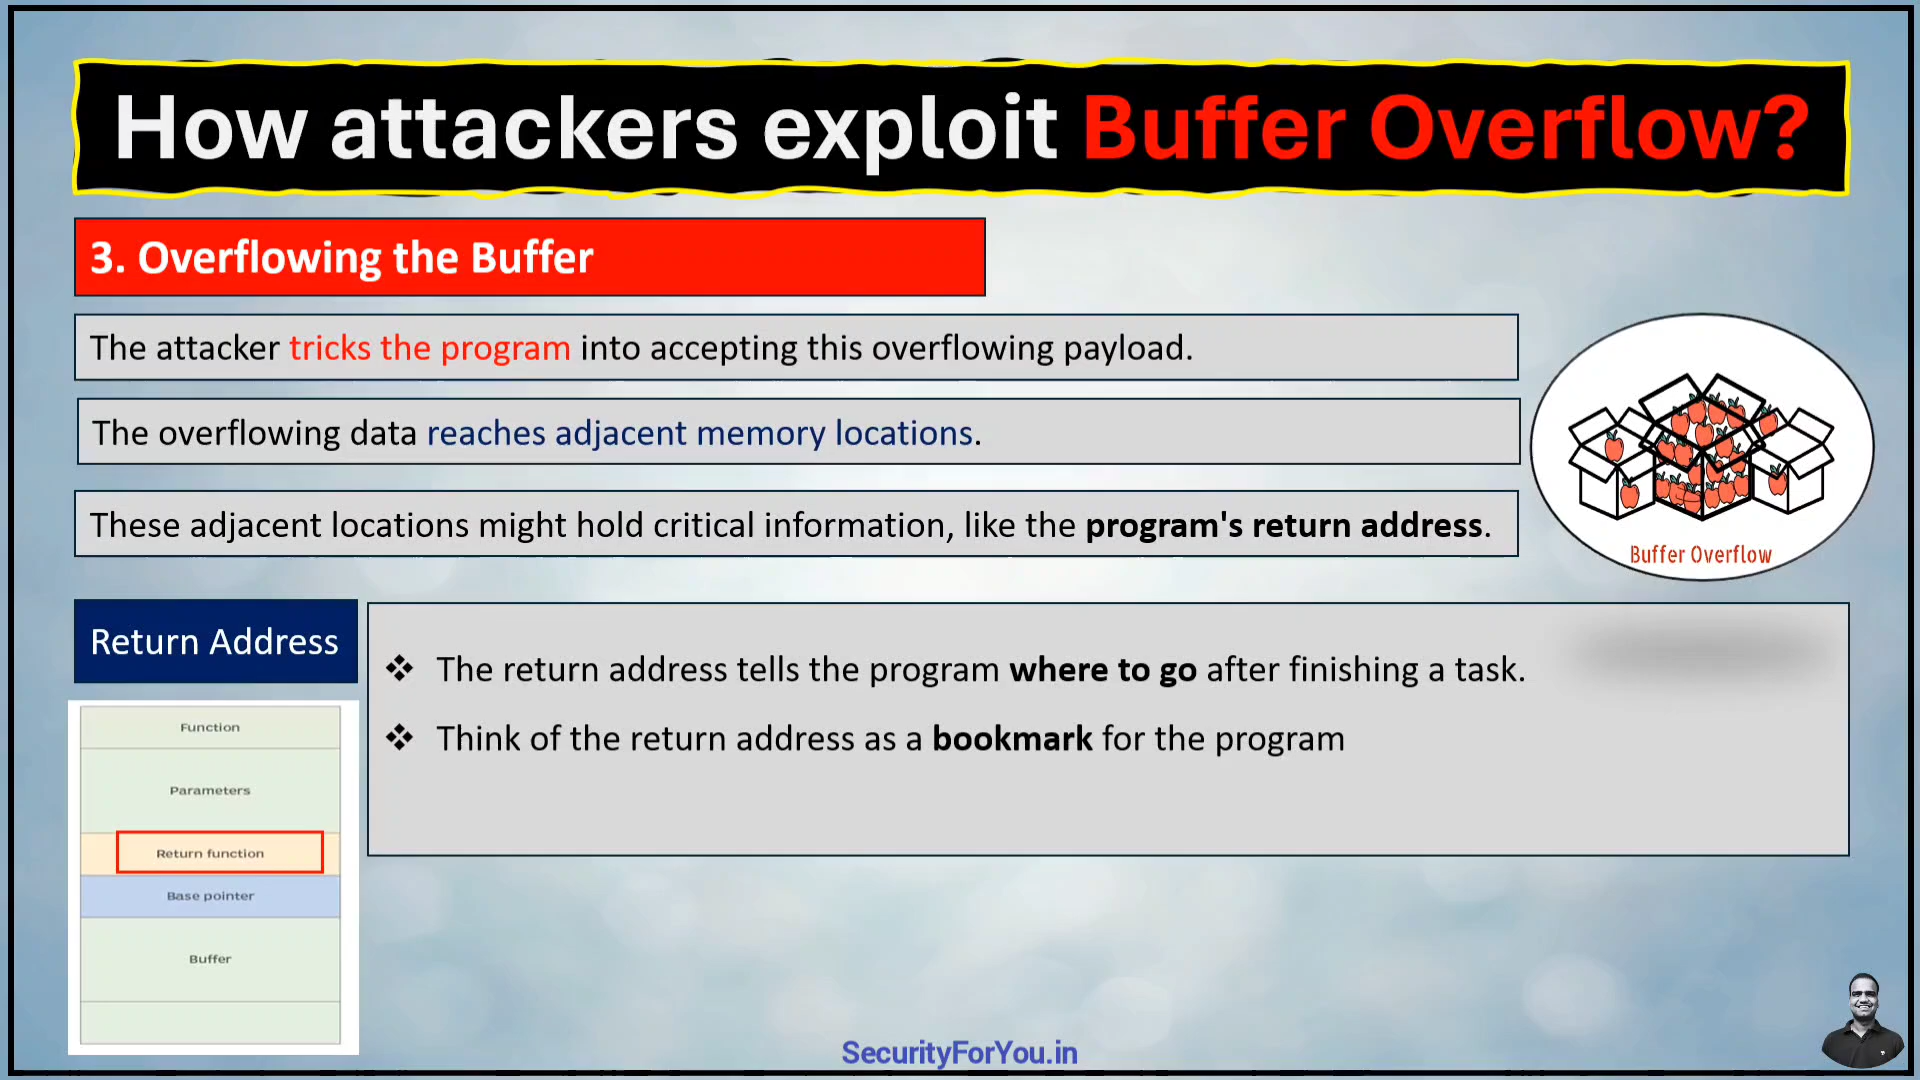 How attackers exploit Buffer Overflow?
3. Overflowing the Buffer
The attacker tricks the program into accepting this overflowing payload.
The overflowing data reaches adjacent memory locations.
These adjacent locations might hold critical information, like the program's return address.
Buffer Overflow
Return Address
❖ The return address tells the program where to go after finishing a task.
❖ Think of the return address as a bookmark for the program
Function
Parameters
Return function
Base pointer
Buffer
SecurityForYou.in